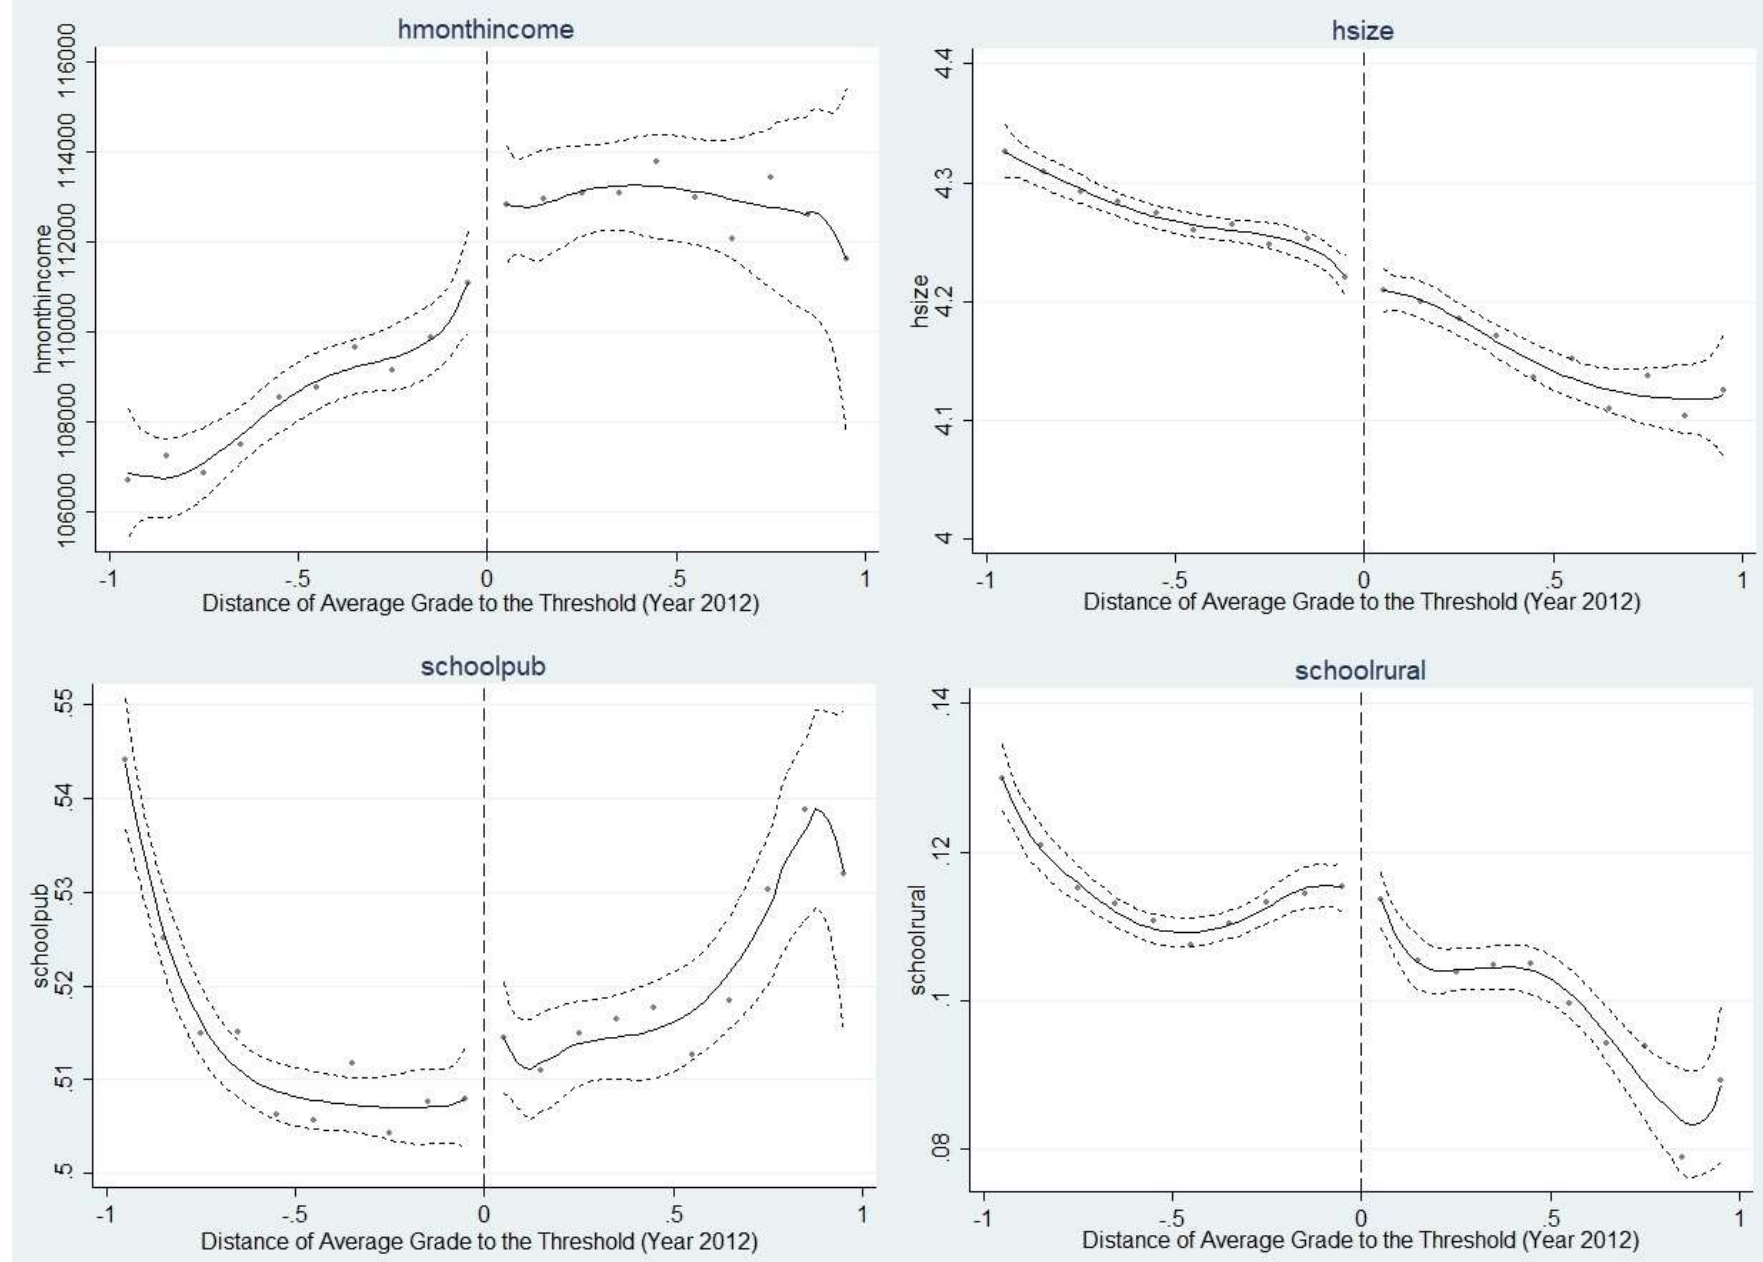 hmonthincome
hmonthincome
106000 108000 110000 112000 114000 116000
-1 -.5 0 .5 1
Distance of Average Grade to the Threshold (Year 2012)
hsize
hsize
4 4.1 4.2 4.3 4.4
-1 -.5 0 .5 1
Distance of Average Grade to the Threshold (Year 2012)
schoolpub
schoolpub
.5 .51 .52 .53 .54 .55
-1 -.5 0 .5 1
Distance of Average Grade to the Threshold (Year 2012)
schoolrural
schoolrural
.08 .1 .12 .14
-1 -.5 0 .5 1
Distance of Average Grade to the Threshold (Year 2012)